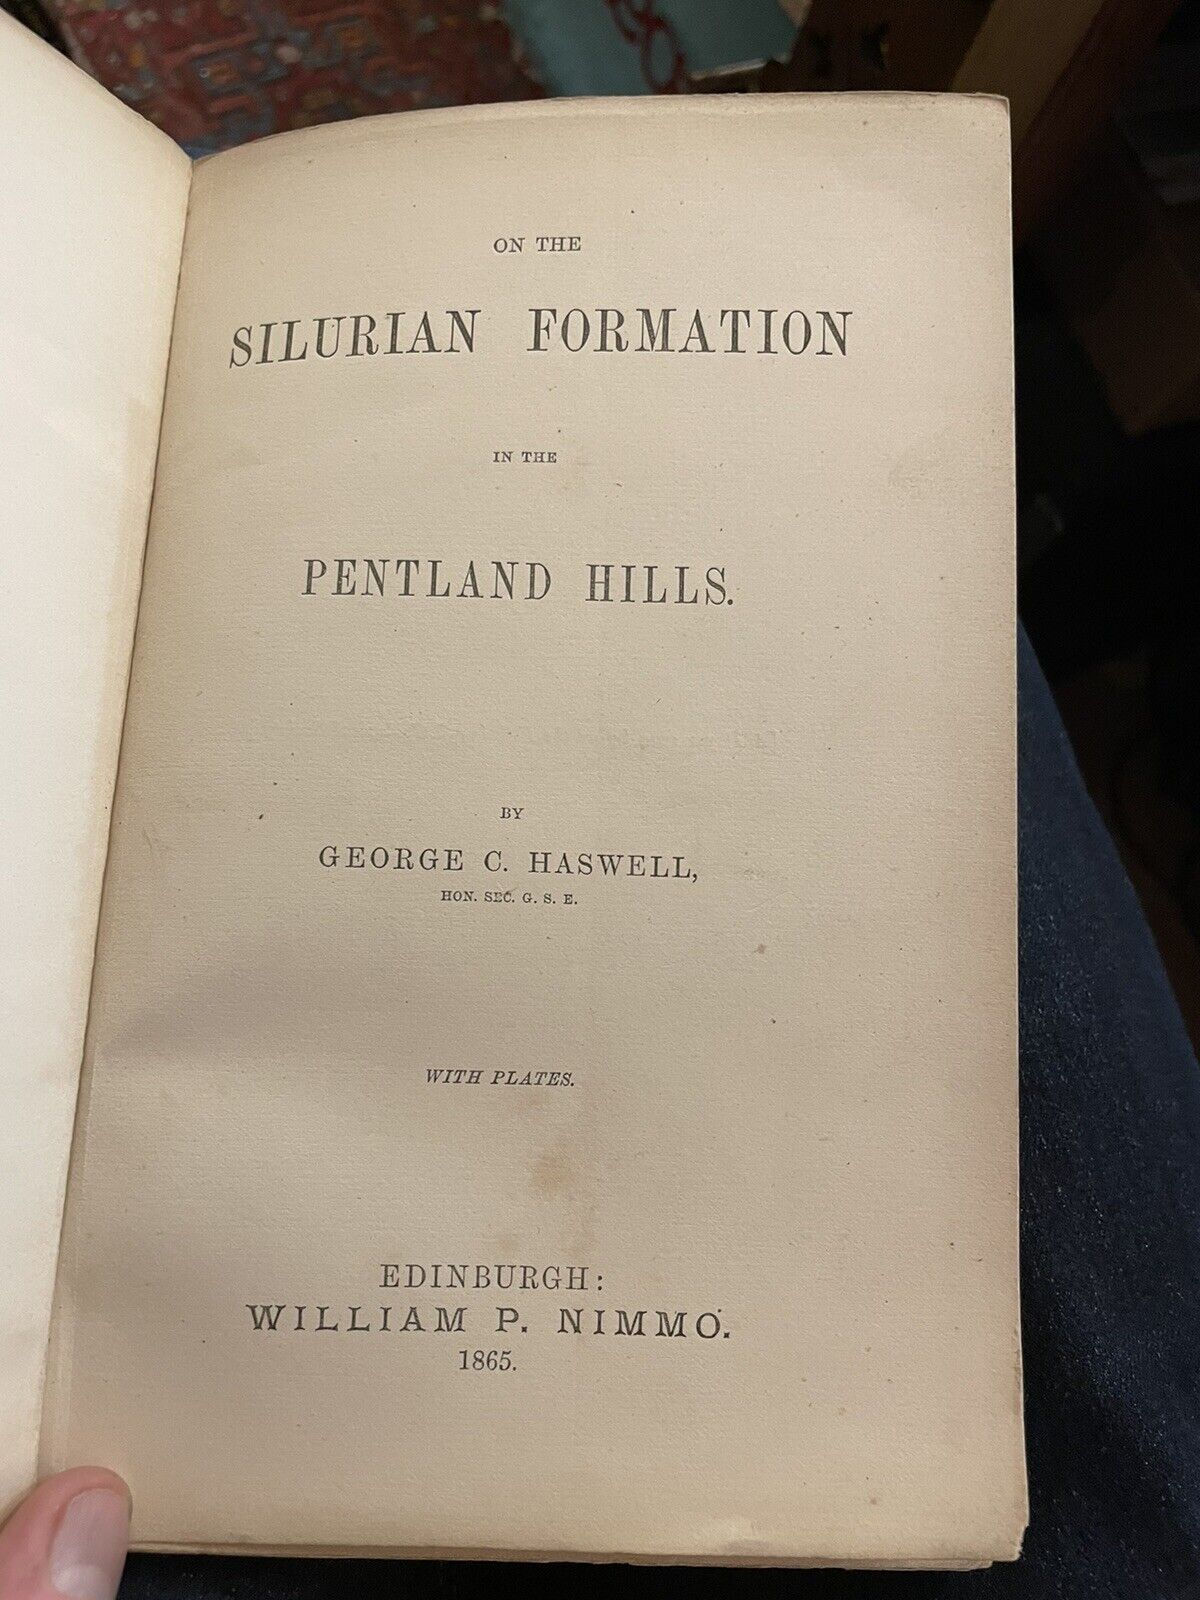 ON THE
SILURIAN FORMATION
IN THE
PENTLAND HILLS.
BY
GEORGE C. HASWELL,
HON. SEC. G. S. E.
WITH PLATES.
EDINBURGH:
WILLIAM P. NIMMO.
1865.